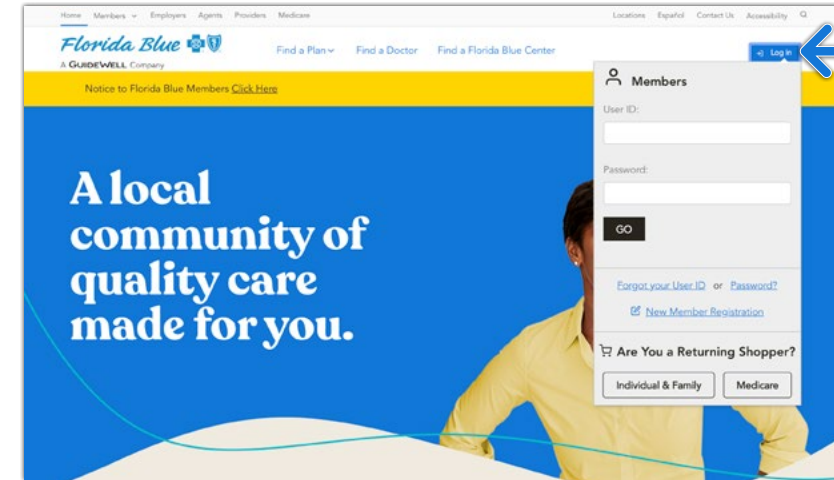 Home Members Employers Agents Providers Medicare
Locations Español Contact Us Accessibility
Florida Blue
A GUIDEWELL Company
Find a Plan Find a Doctor Find a Florida Blue Center
Log in
Notice to Florida Blue Members Click Here
Members
User ID:
Password:
GO
Forgot your User ID or Password?
New Member Registration
Are You a Returning Shopper?
Individual & Family Medicare
A local
community of
quality care
made for you.